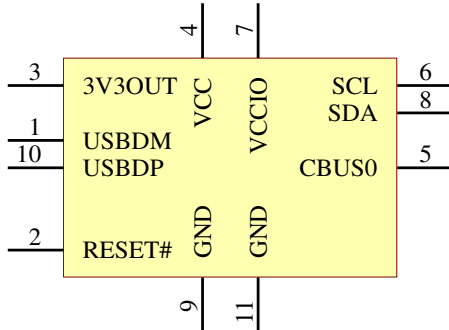 4 7
3 3V3OUT VCC VCCIO SCL 6
SDA 8
1 USBDM
10 USBDP CBUS0 5
2 RESET# GND GND
9 11